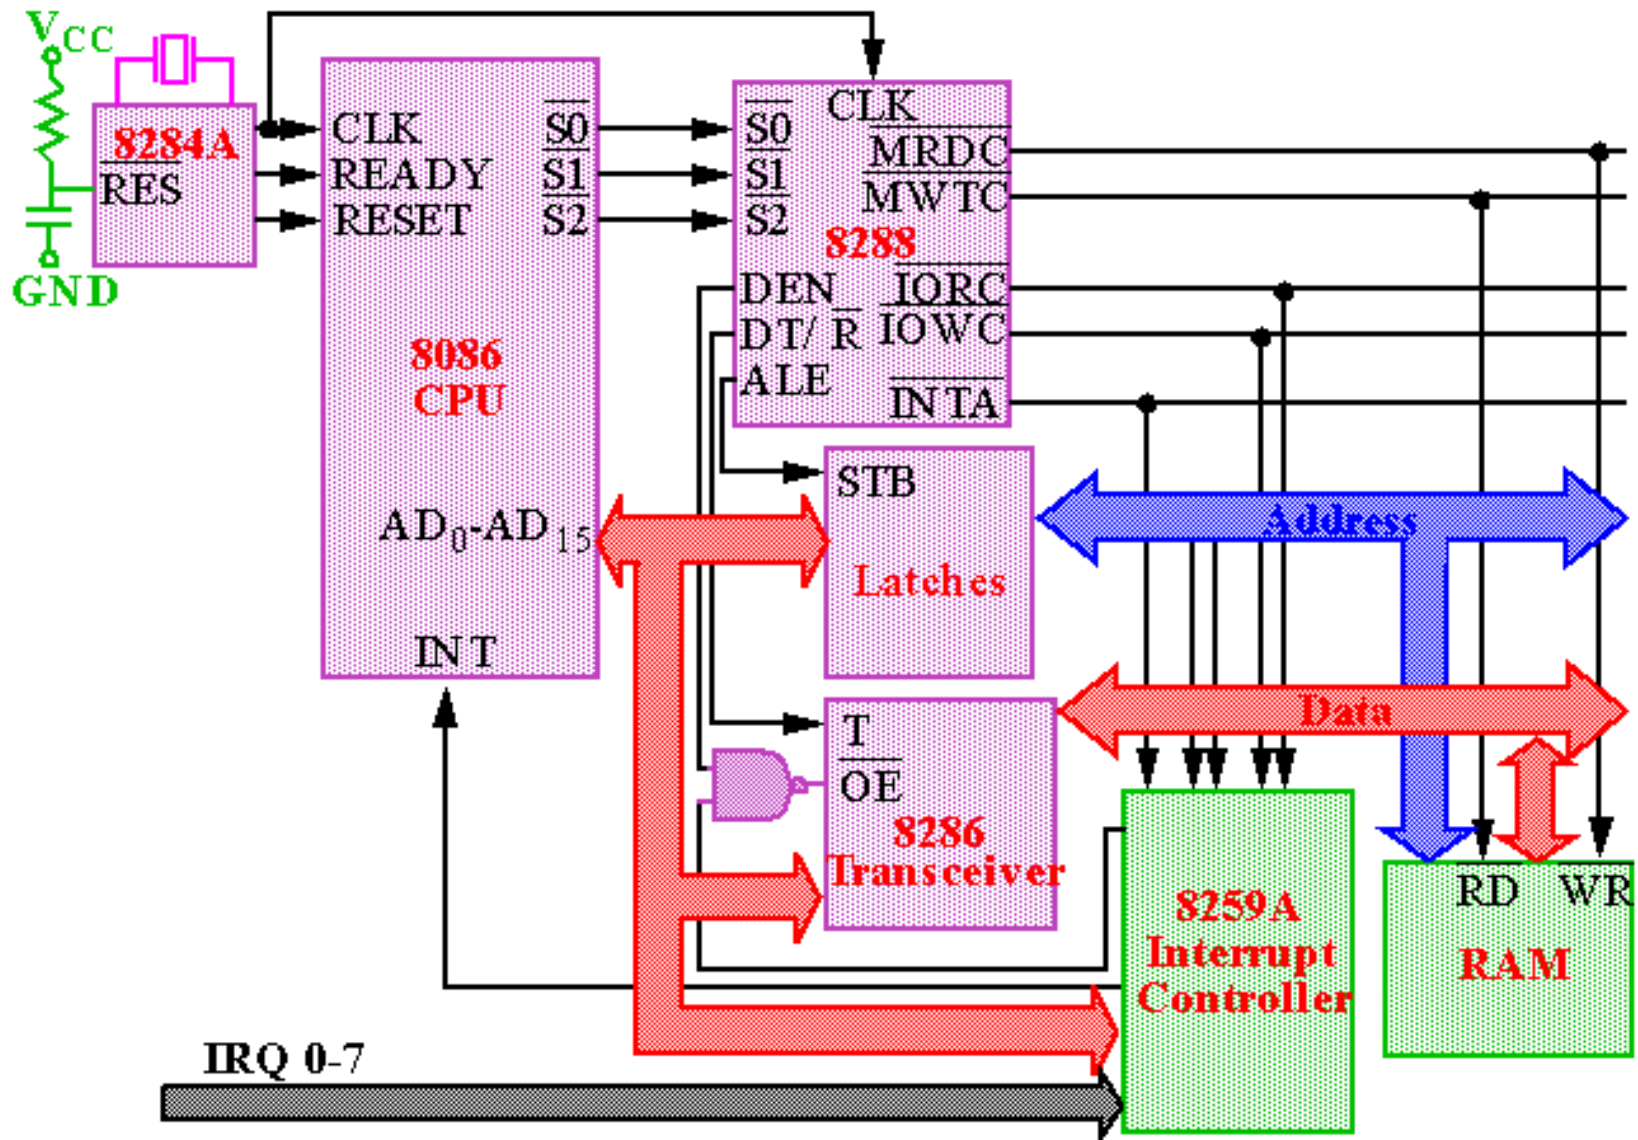 VCC
GND
8284A
RES
CLK
READY
RESET
S0
S1
S2
8086
CPU
AD0-AD15
INT
CLK
S0
S1
S2
MRDC
MWTC
8288
DEN
DT/ R
ALE
IORC
IOWC
INTA
STB
Latches
Address
Data
T
OE
8286
Transceiver
8259A
Interrupt
Controller
RD
WR
RAM
IRQ 0-7